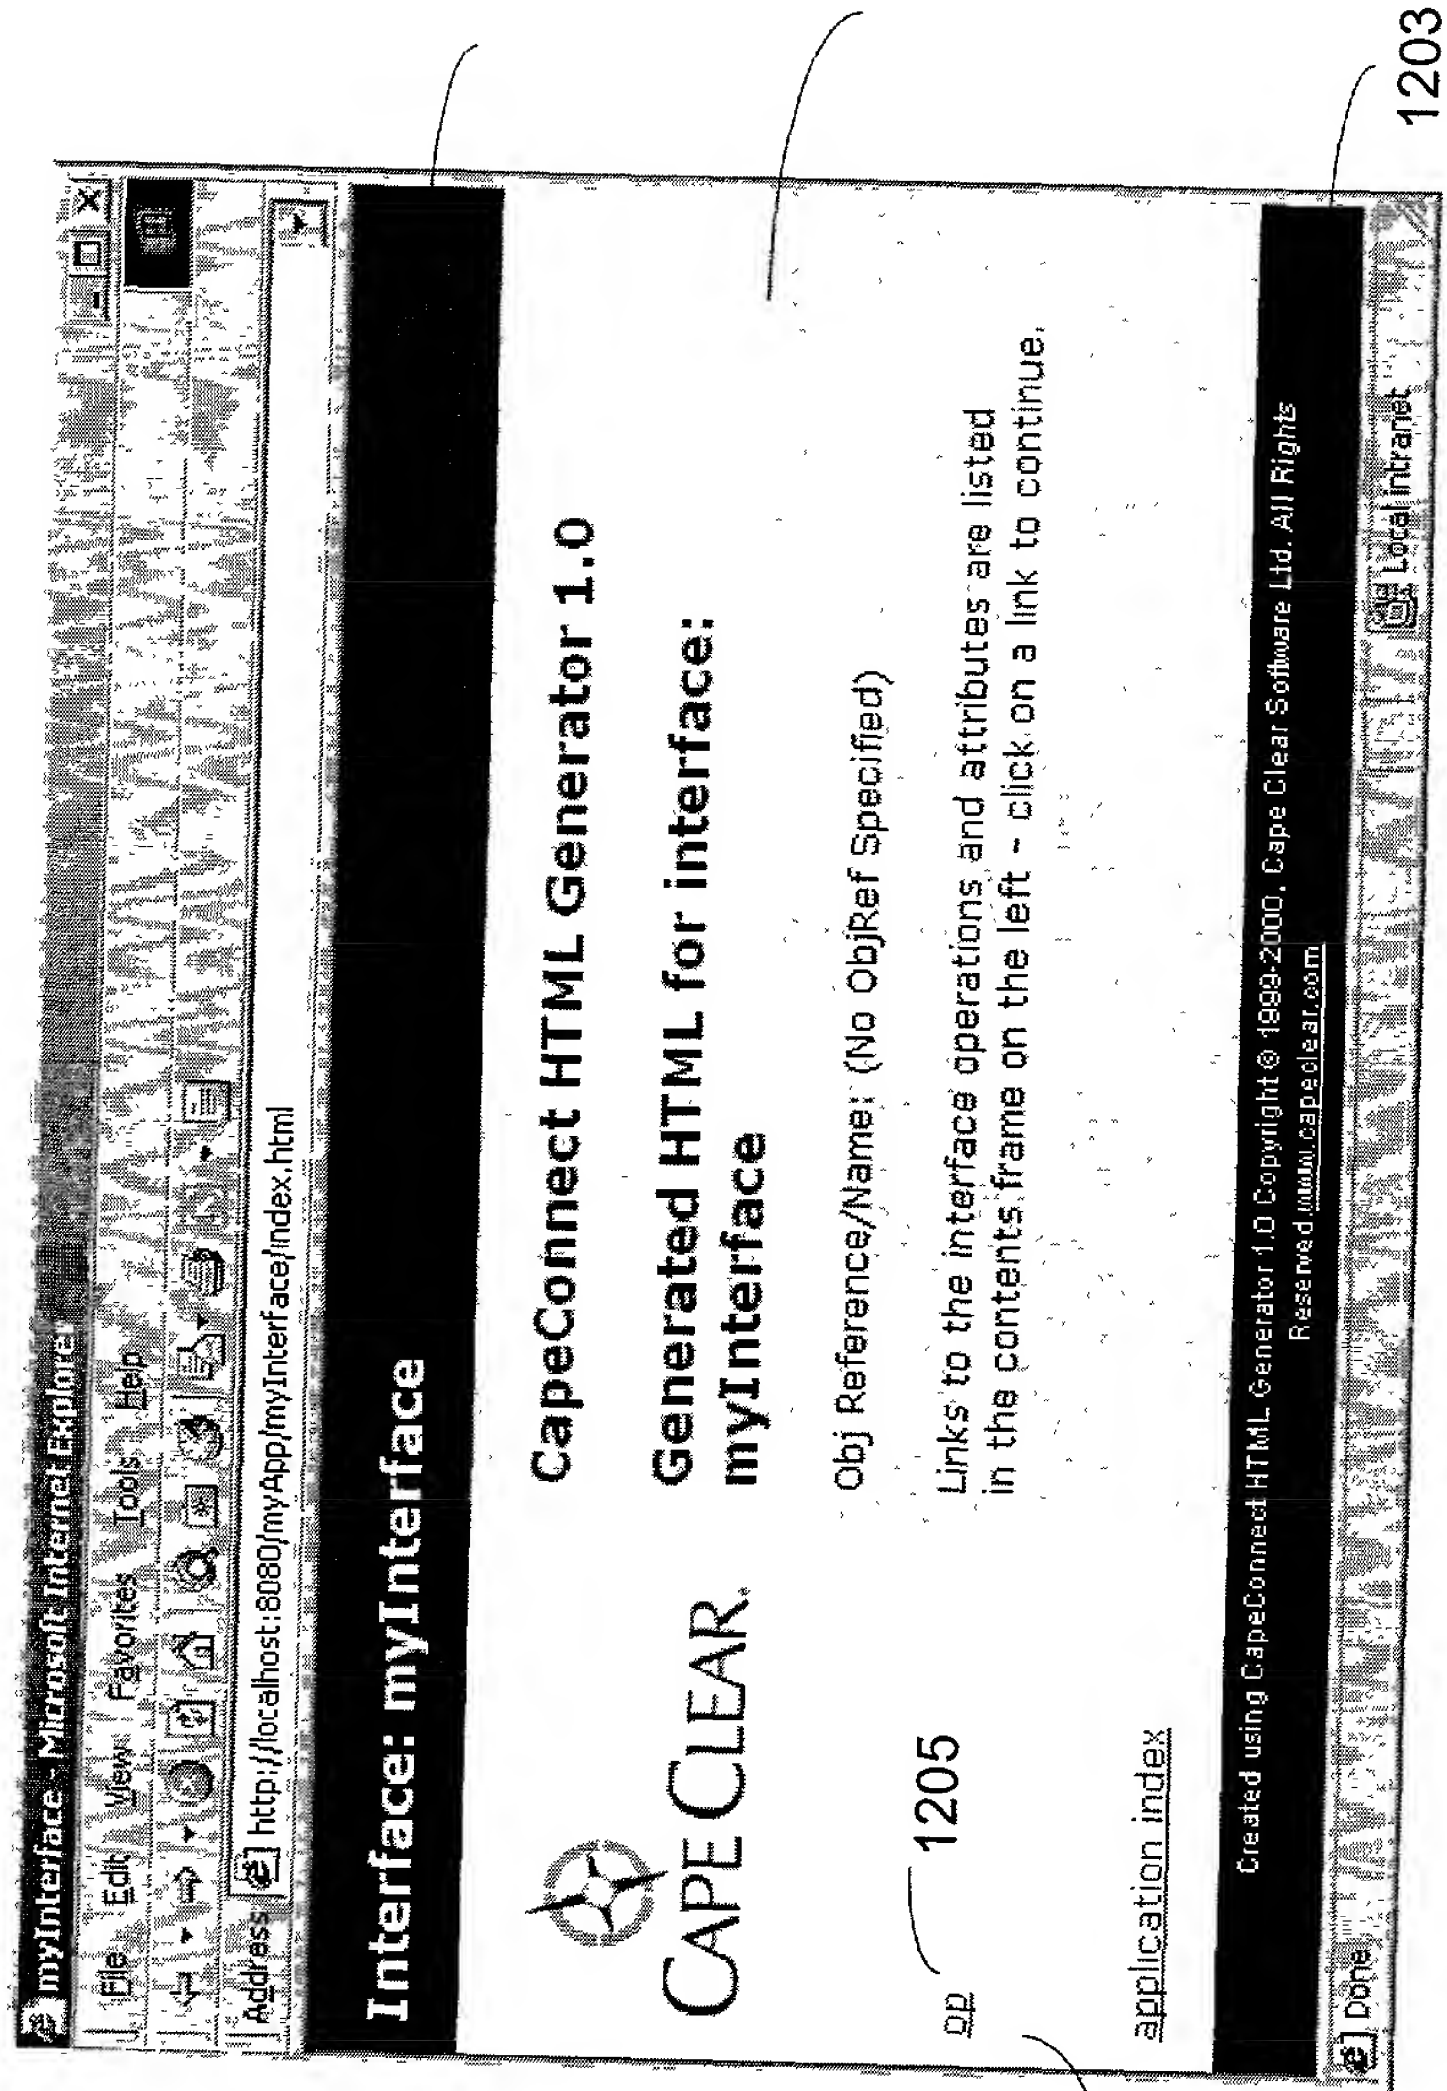 myInterface - Microsoft Internet Explorer
File Edit View Favorites Tools Help
Address http://localhost:8080/myApp/myInterface/index.html
Interface: myInterface
CAPE CLEAR
CapeConnect HTML Generator 1.0
Generated HTML for interface:
myInterface
Obj Reference/Name: (No ObjRef Specified)
op
1205
Links to the interface operations and attributes are listed
in the contents frame on the left - click on a link to continue.
application index
Created using CapeConnect HTML Generator 1.0 Copyright © 1999-2000, Cape Clear Software Ltd. All Rights
Reserved. www.capeclear.com
Done
Local intranet
1203